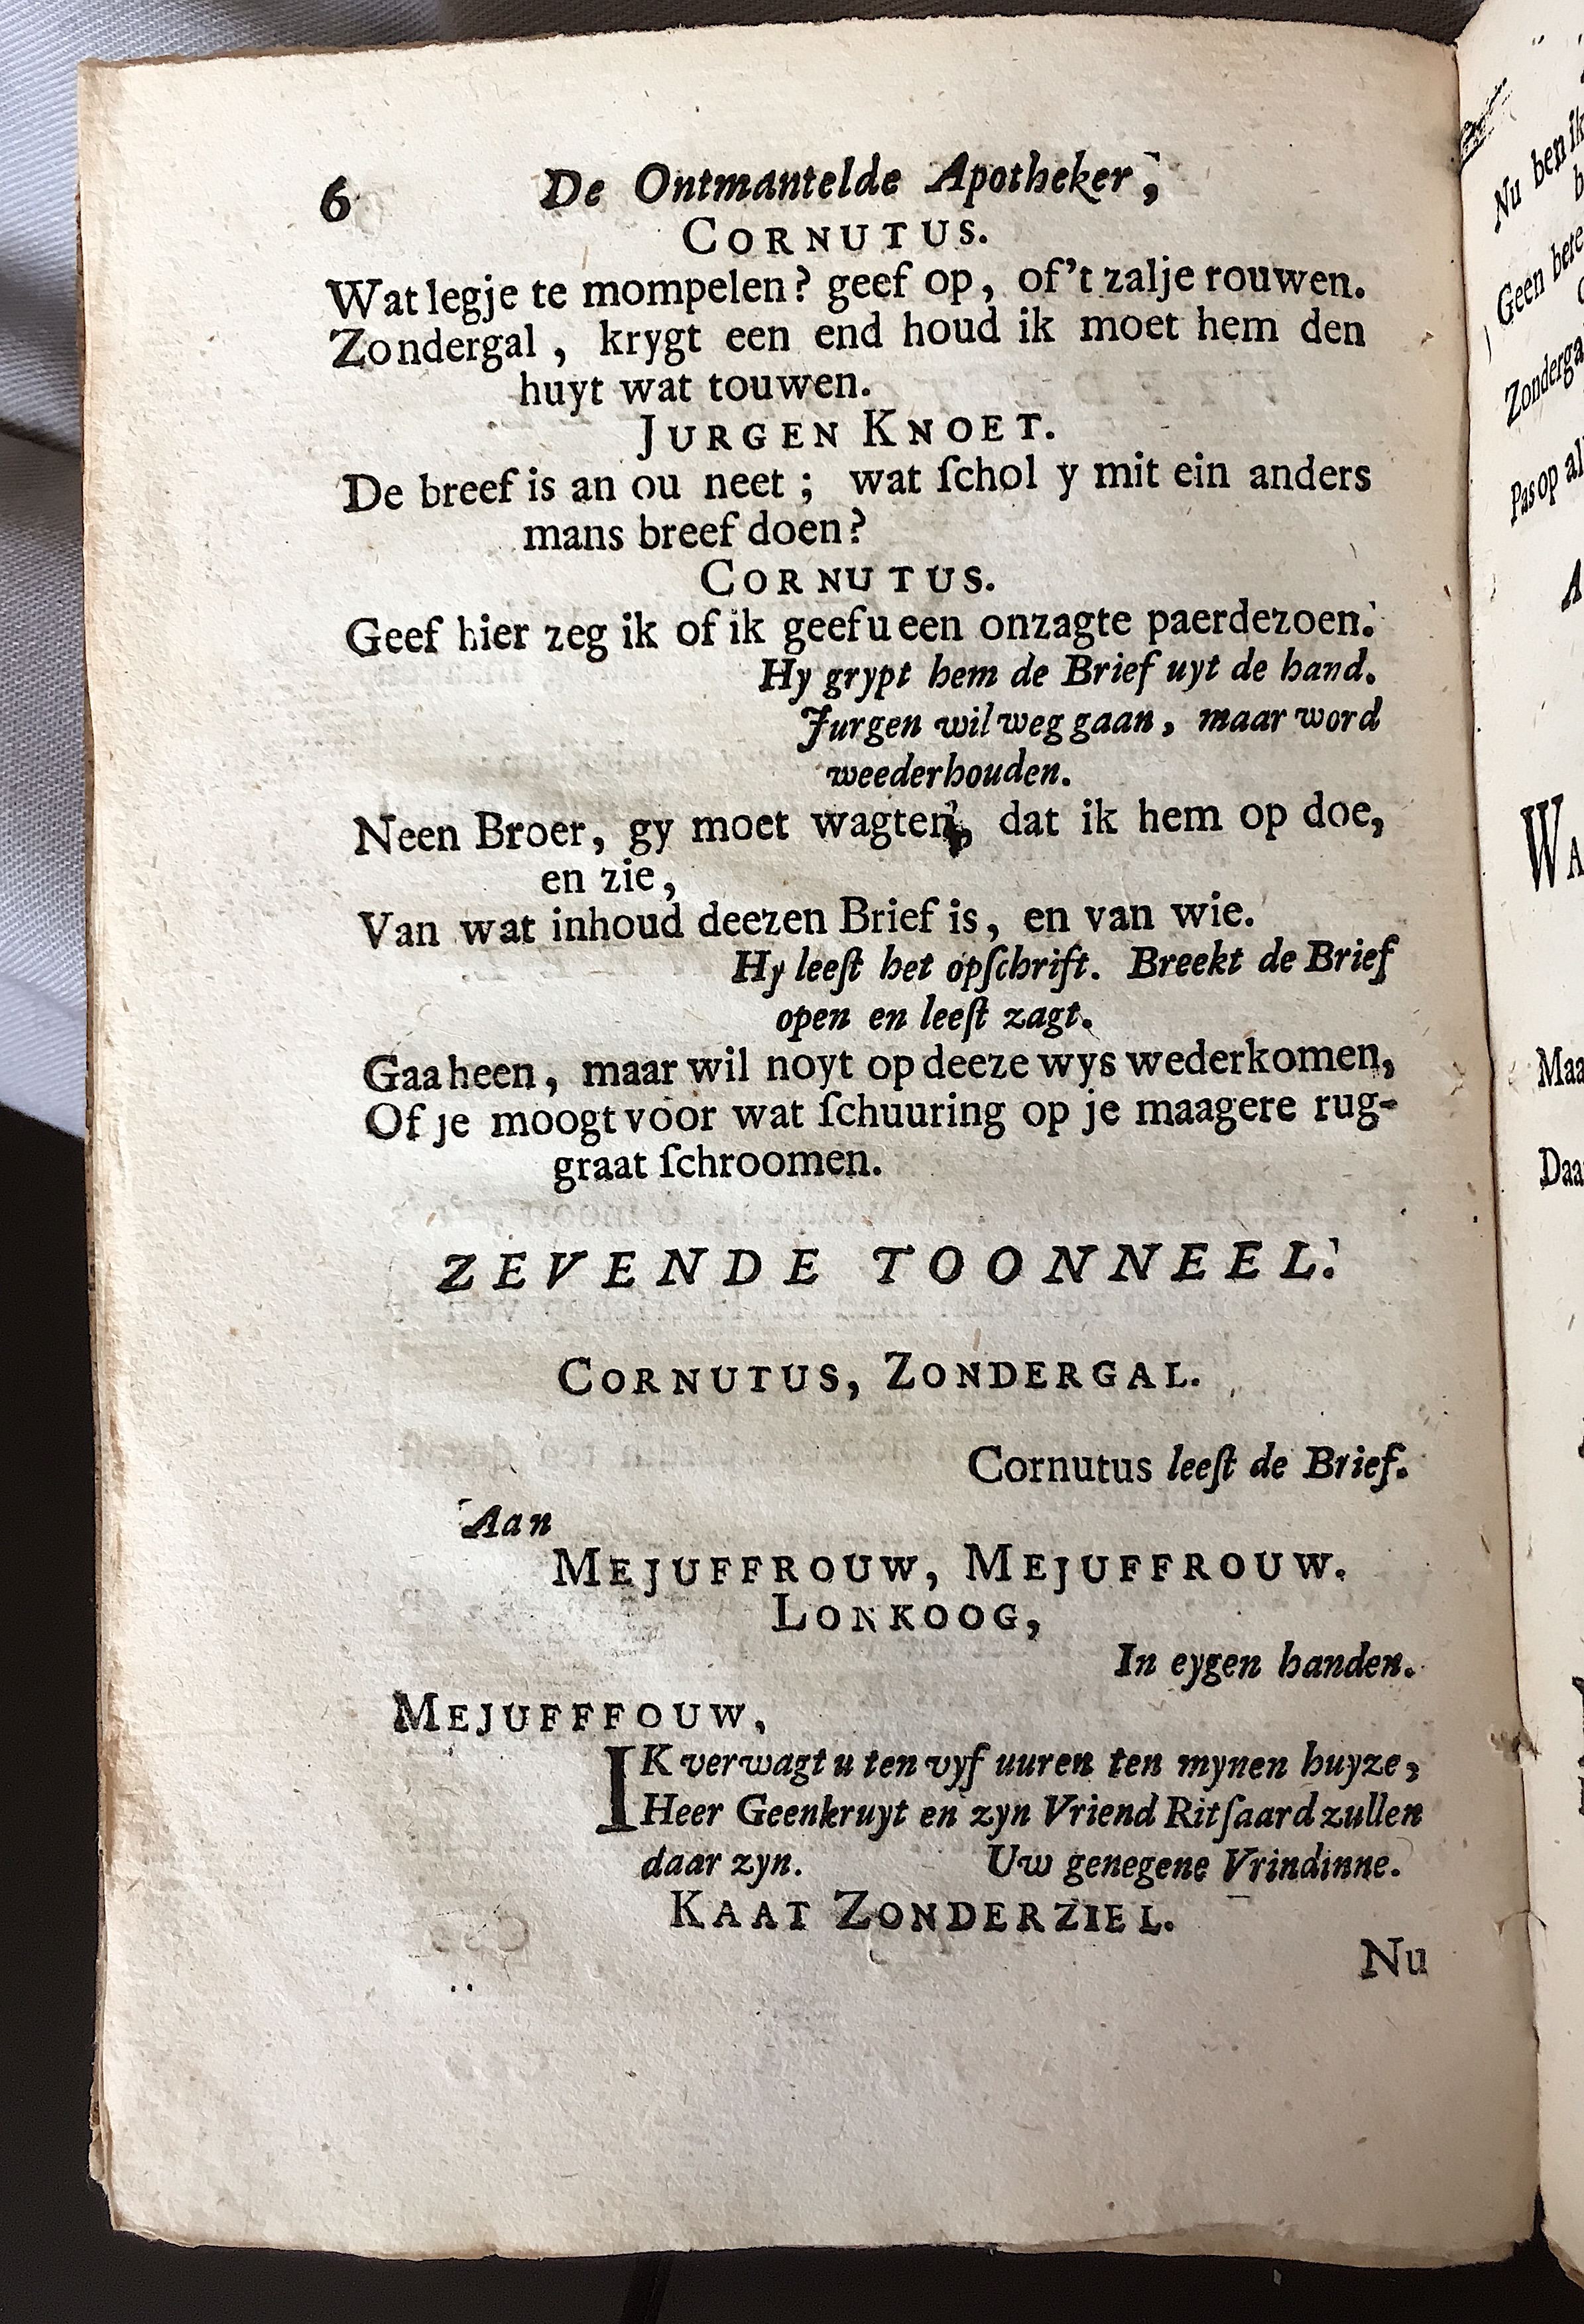 6 De Ontmantelde Apotheker,
CORNUTUS.
Wat legje te mompelen? geef op, of't zalje rouwen.
Zondergal, krygt een end houd ik moet hem den
huyt wat touwen.
JURGEN KNOET.
De breef is an ou neet; wat ſchol y mit ein anders
mans breef doen?
CORNUTUS.
Geef hier zeg ik of ik geef u een onzagte paerdezoen.
Hy grypt hem de Brief uyt de hand.
Jurgen wil weg gaan, maar word
weederhouden.
Neen Broer, gy moet wagten, dat ik hem op doe,
en zie,
Van wat inhoud deezen Brief is, en van wie.
Hy leeſt het opſchrift. Breekt de Brief
open en leeſt zagt.
Gaa heen, maar wil noyt op deeze wys wederkomen,
Of je moogt voor wat ſchuuring op je maagere rug-
graat ſchroomen.
ZEVENDE TOONNEEL.
CORNUTUS, ZONDERGAL.
Cornutus leeſt de Brief.
Aan
MEJUFFROUW, MEJUFFROUW.
LONKOOG,
In eygen handen.
MEJUFFFOUW,
IK verwagt u ten vyf uuren ten mynen huyze,
Heer Geenkruyt en zyn Vriend Ritſaard zullen
daar zyn. Uw genegene Vrindinne.
KAAT ZONDERZIEL.
Nu
Nu ben ik
Geen bete
Zonderga
Pas op al
A
WA
Maa
Daa